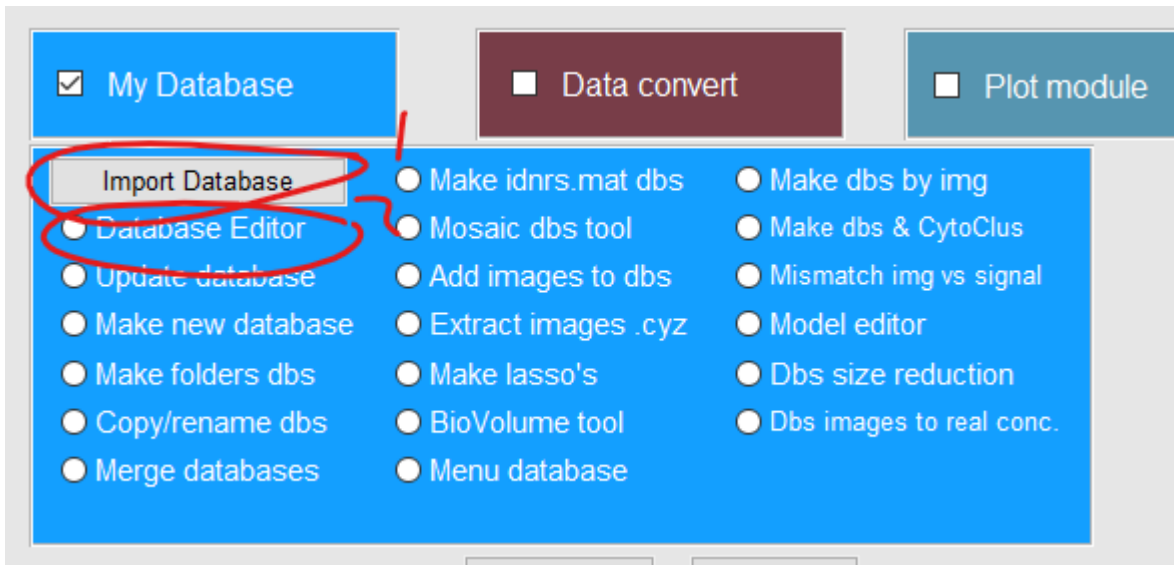 My Database
Data convert
Plot module
Import Database
Make idnrs.mat dbs
Make dbs by img
Database Editor
Mosaic dbs tool
Make dbs & CytoClus
Update database
Add images to dbs
Mismatch img vs signal
Make new database
Extract images .cyz
Model editor
Make folders dbs
Make lasso's
Dbs size reduction
Copy/rename dbs
BioVolume tool
Dbs images to real conc.
Merge databases
Menu database